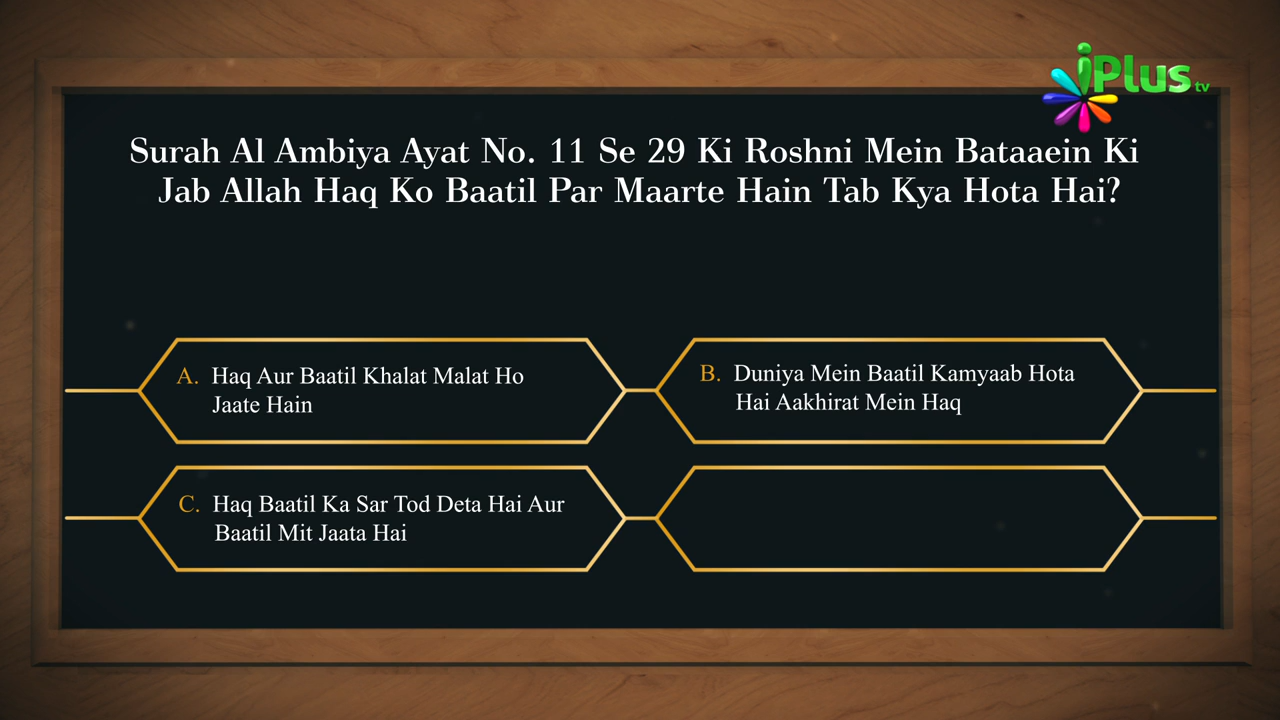 iPlus tv
Surah Al Ambiya Ayat No. 11 Se 29 Ki Roshni Mein Bataaein Ki
Jab Allah Haq Ko Baatil Par Maarte Hain Tab Kya Hota Hai?
A. Haq Aur Baatil Khalat Malat Ho
Jaate Hain
B. Duniya Mein Baatil Kamyaab Hota
Hai Aakhirat Mein Haq
C. Haq Baatil Ka Sar Tod Deta Hai Aur
Baatil Mit Jaata Hai